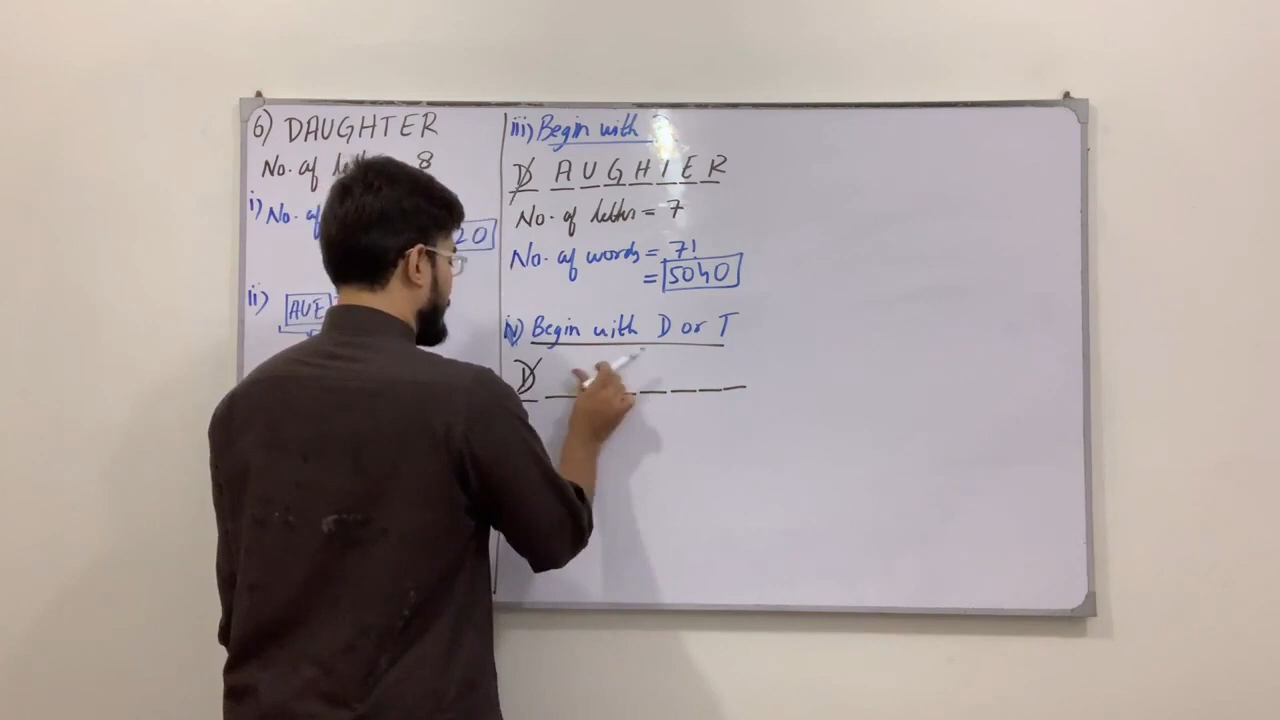 6) DAUGHTER
No. of 8
i) No. of
20
ii) AUE
iii) Begin with
D A U G H T E R
No. of letters = 7
No. of words = 7!
= 5040
iv) Begin with D or T
D